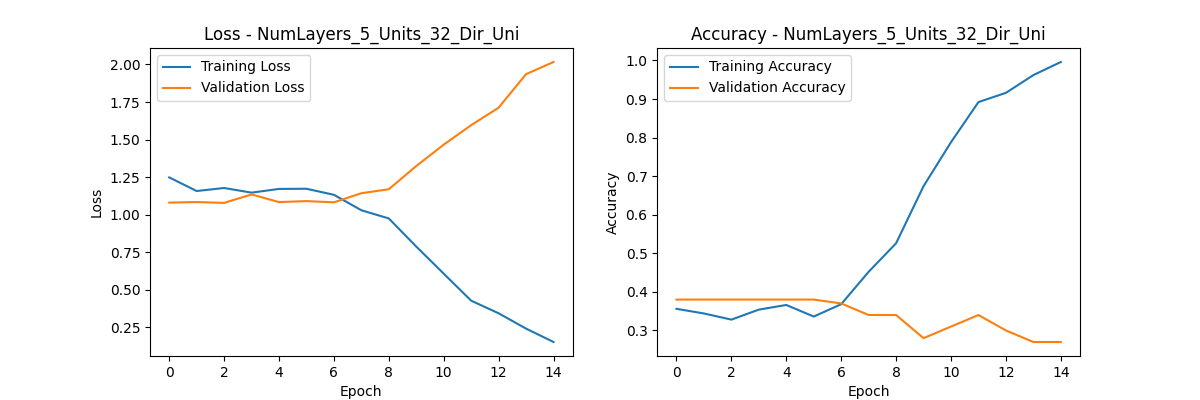 Loss - NumLayers_5_Units_32_Dir_Uni
Training Loss
Validation Loss
2.00
1.75
1.50
1.25
1.00
0.75
0.50
0.25
Loss
0 2 4 6 8 10 12 14
Epoch
Accuracy - NumLayers_5_Units_32_Dir_Uni
Training Accuracy
Validation Accuracy
1.0
0.9
0.8
0.7
0.6
0.5
0.4
0.3
Accuracy
0 2 4 6 8 10 12 14
Epoch